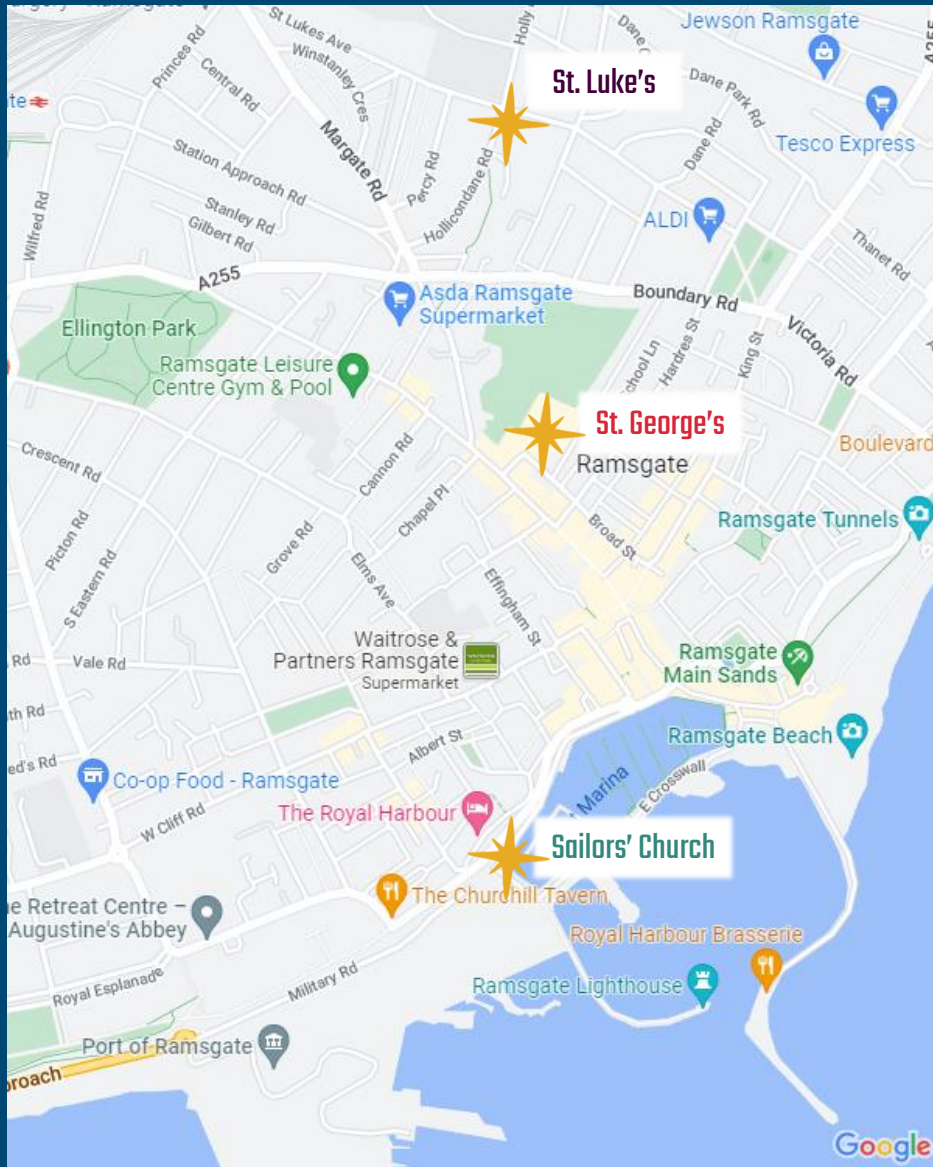 St Lukes Ave
Winstanley Cres
Princes Rd
Central Rd
Holly
Dane
Jewson Ramsgate
A255
St. Luke's
Dane Park Rd
Tesco Express
Margate Rd
Station Approach Rd
Percy Rd
Hollicondane Rd
Dane Rd
Stanley Rd
Gilbert Rd
Wilfred Rd
ALDI
Thanet Rd
A255
Asda Ramsgate
Supermarket
Boundary Rd
Victoria Rd
Ellington Park
Ramsgate Leisure
Centre Gym & Pool
School Ln
Hardres St
King St
St. George's
Ramsgate
Boulevard
Crescent Rd
Cannon Rd
Chapel Pl
Picton Rd
Grove Rd
Broad St
Ramsgate Tunnels
S Eastern Rd
Elms Ave
Effingham St
Waitrose &
Partners Ramsgate
Supermarket
Rd
Vale Rd
Ramsgate
Main Sands
Rd
Albert St
Ramsgate Beach
Marina
E Crosswall
Co-op Food - Ramsgate
W Cliff Rd
The Royal Harbour
Sailors' Church
The Churchill Tavern
Retreat Centre –
Augustine's Abbey
Royal Harbour Brasserie
Royal Esplanade
Military Rd
Ramsgate Lighthouse
Port of Ramsgate
Google